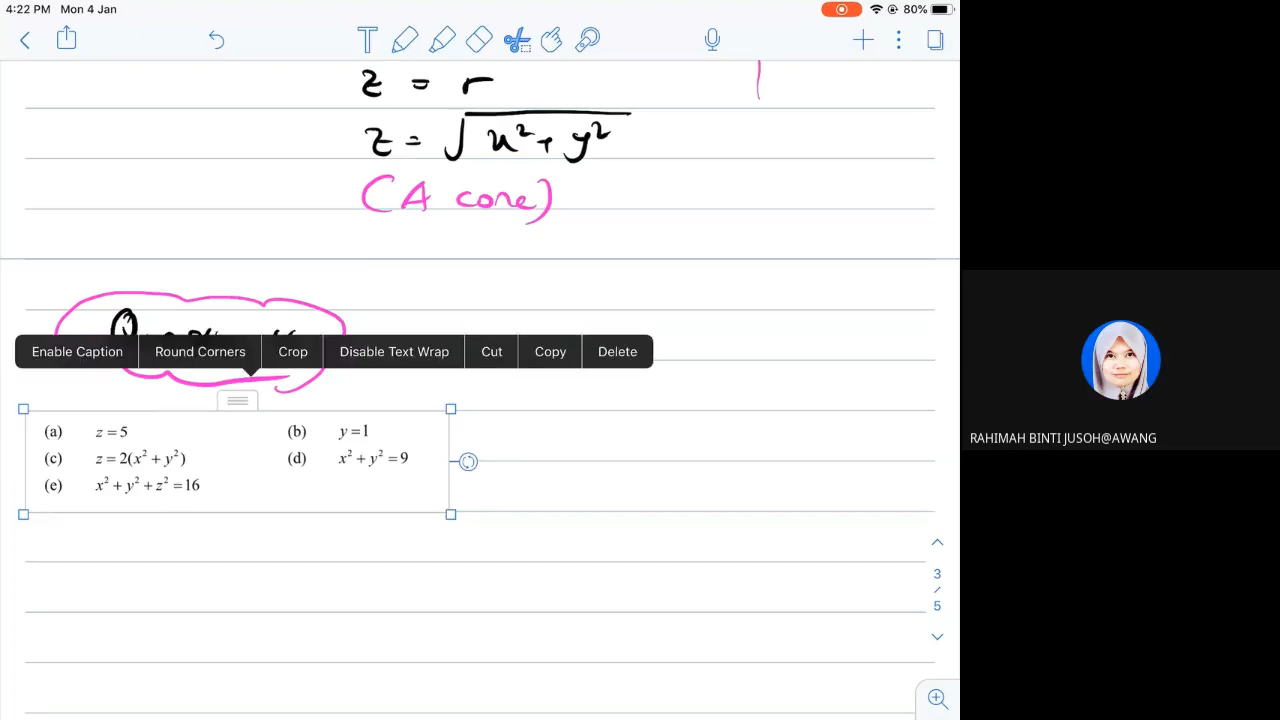 4:22 PM Mon 4 Jan 80%
z = r
z = √x² + y²
(A cone)
Enable Caption Round Corners Crop Disable Text Wrap Cut Copy Delete
(a) z = 5 (b) y = 1
(c) z = 2(x² + y²) (d) x² + y² = 9
(e) x² + y² + z² = 16
RAHIMAH BINTI JUSOH@AWANG
3
/
5